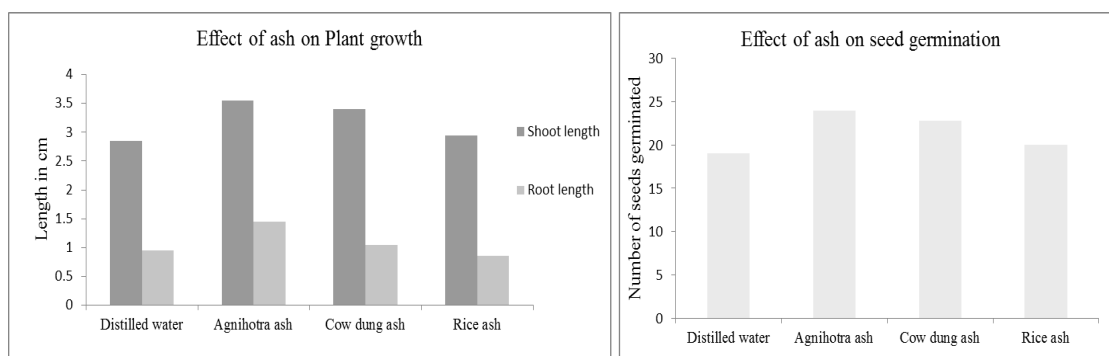 Effect of ash on Plant growth
Length in cm
4
3.5
3
2.5
2
1.5
1
0.5
0
Distilled water
Agnihotra ash
Cow dung ash
Rice ash
Shoot length
Root length
Effect of ash on seed germination
Number of seeds germinated
30
25
20
15
10
5
0
Distilled water
Agnihotra ash
Cow dung ash
Rice ash